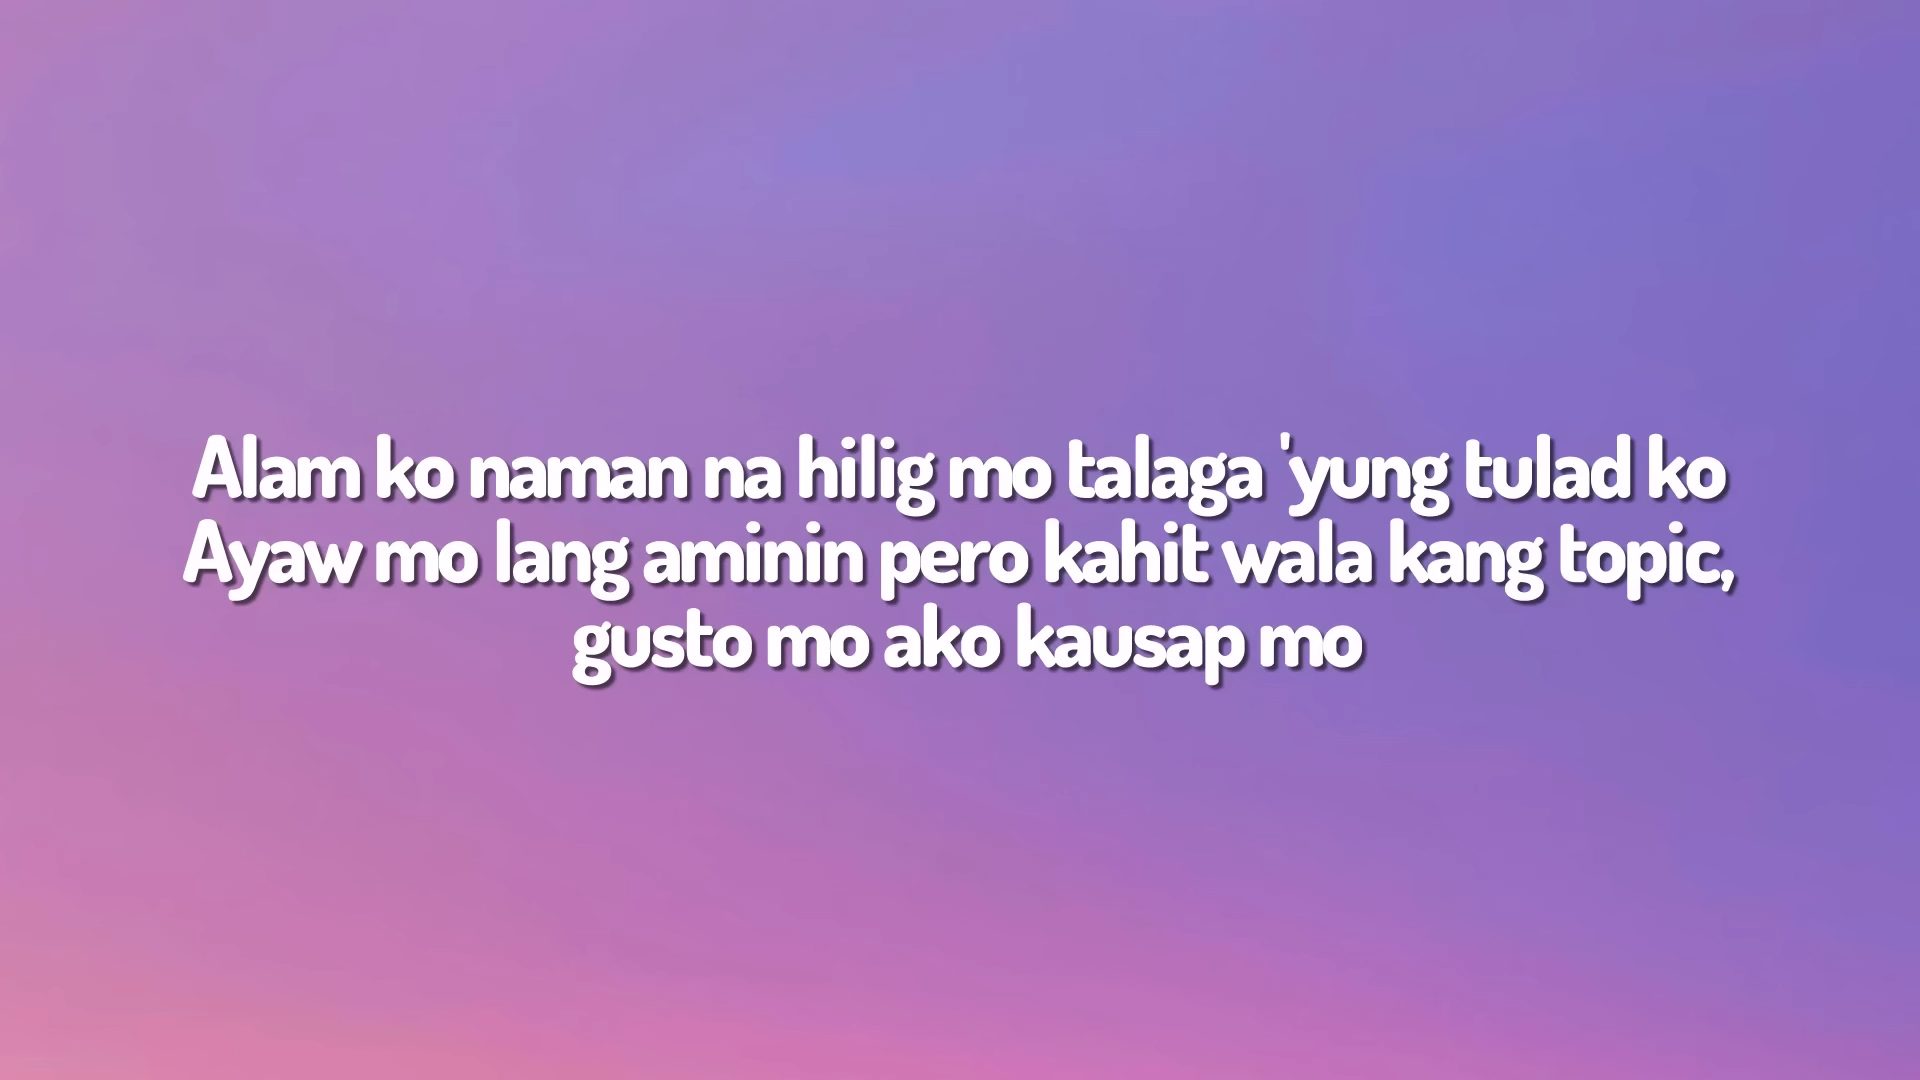 Alam ko naman na hilig mo talaga 'yung tulad ko
Ayaw mo lang aminin pero kahit wala kang topic,
gusto mo ako kausap mo